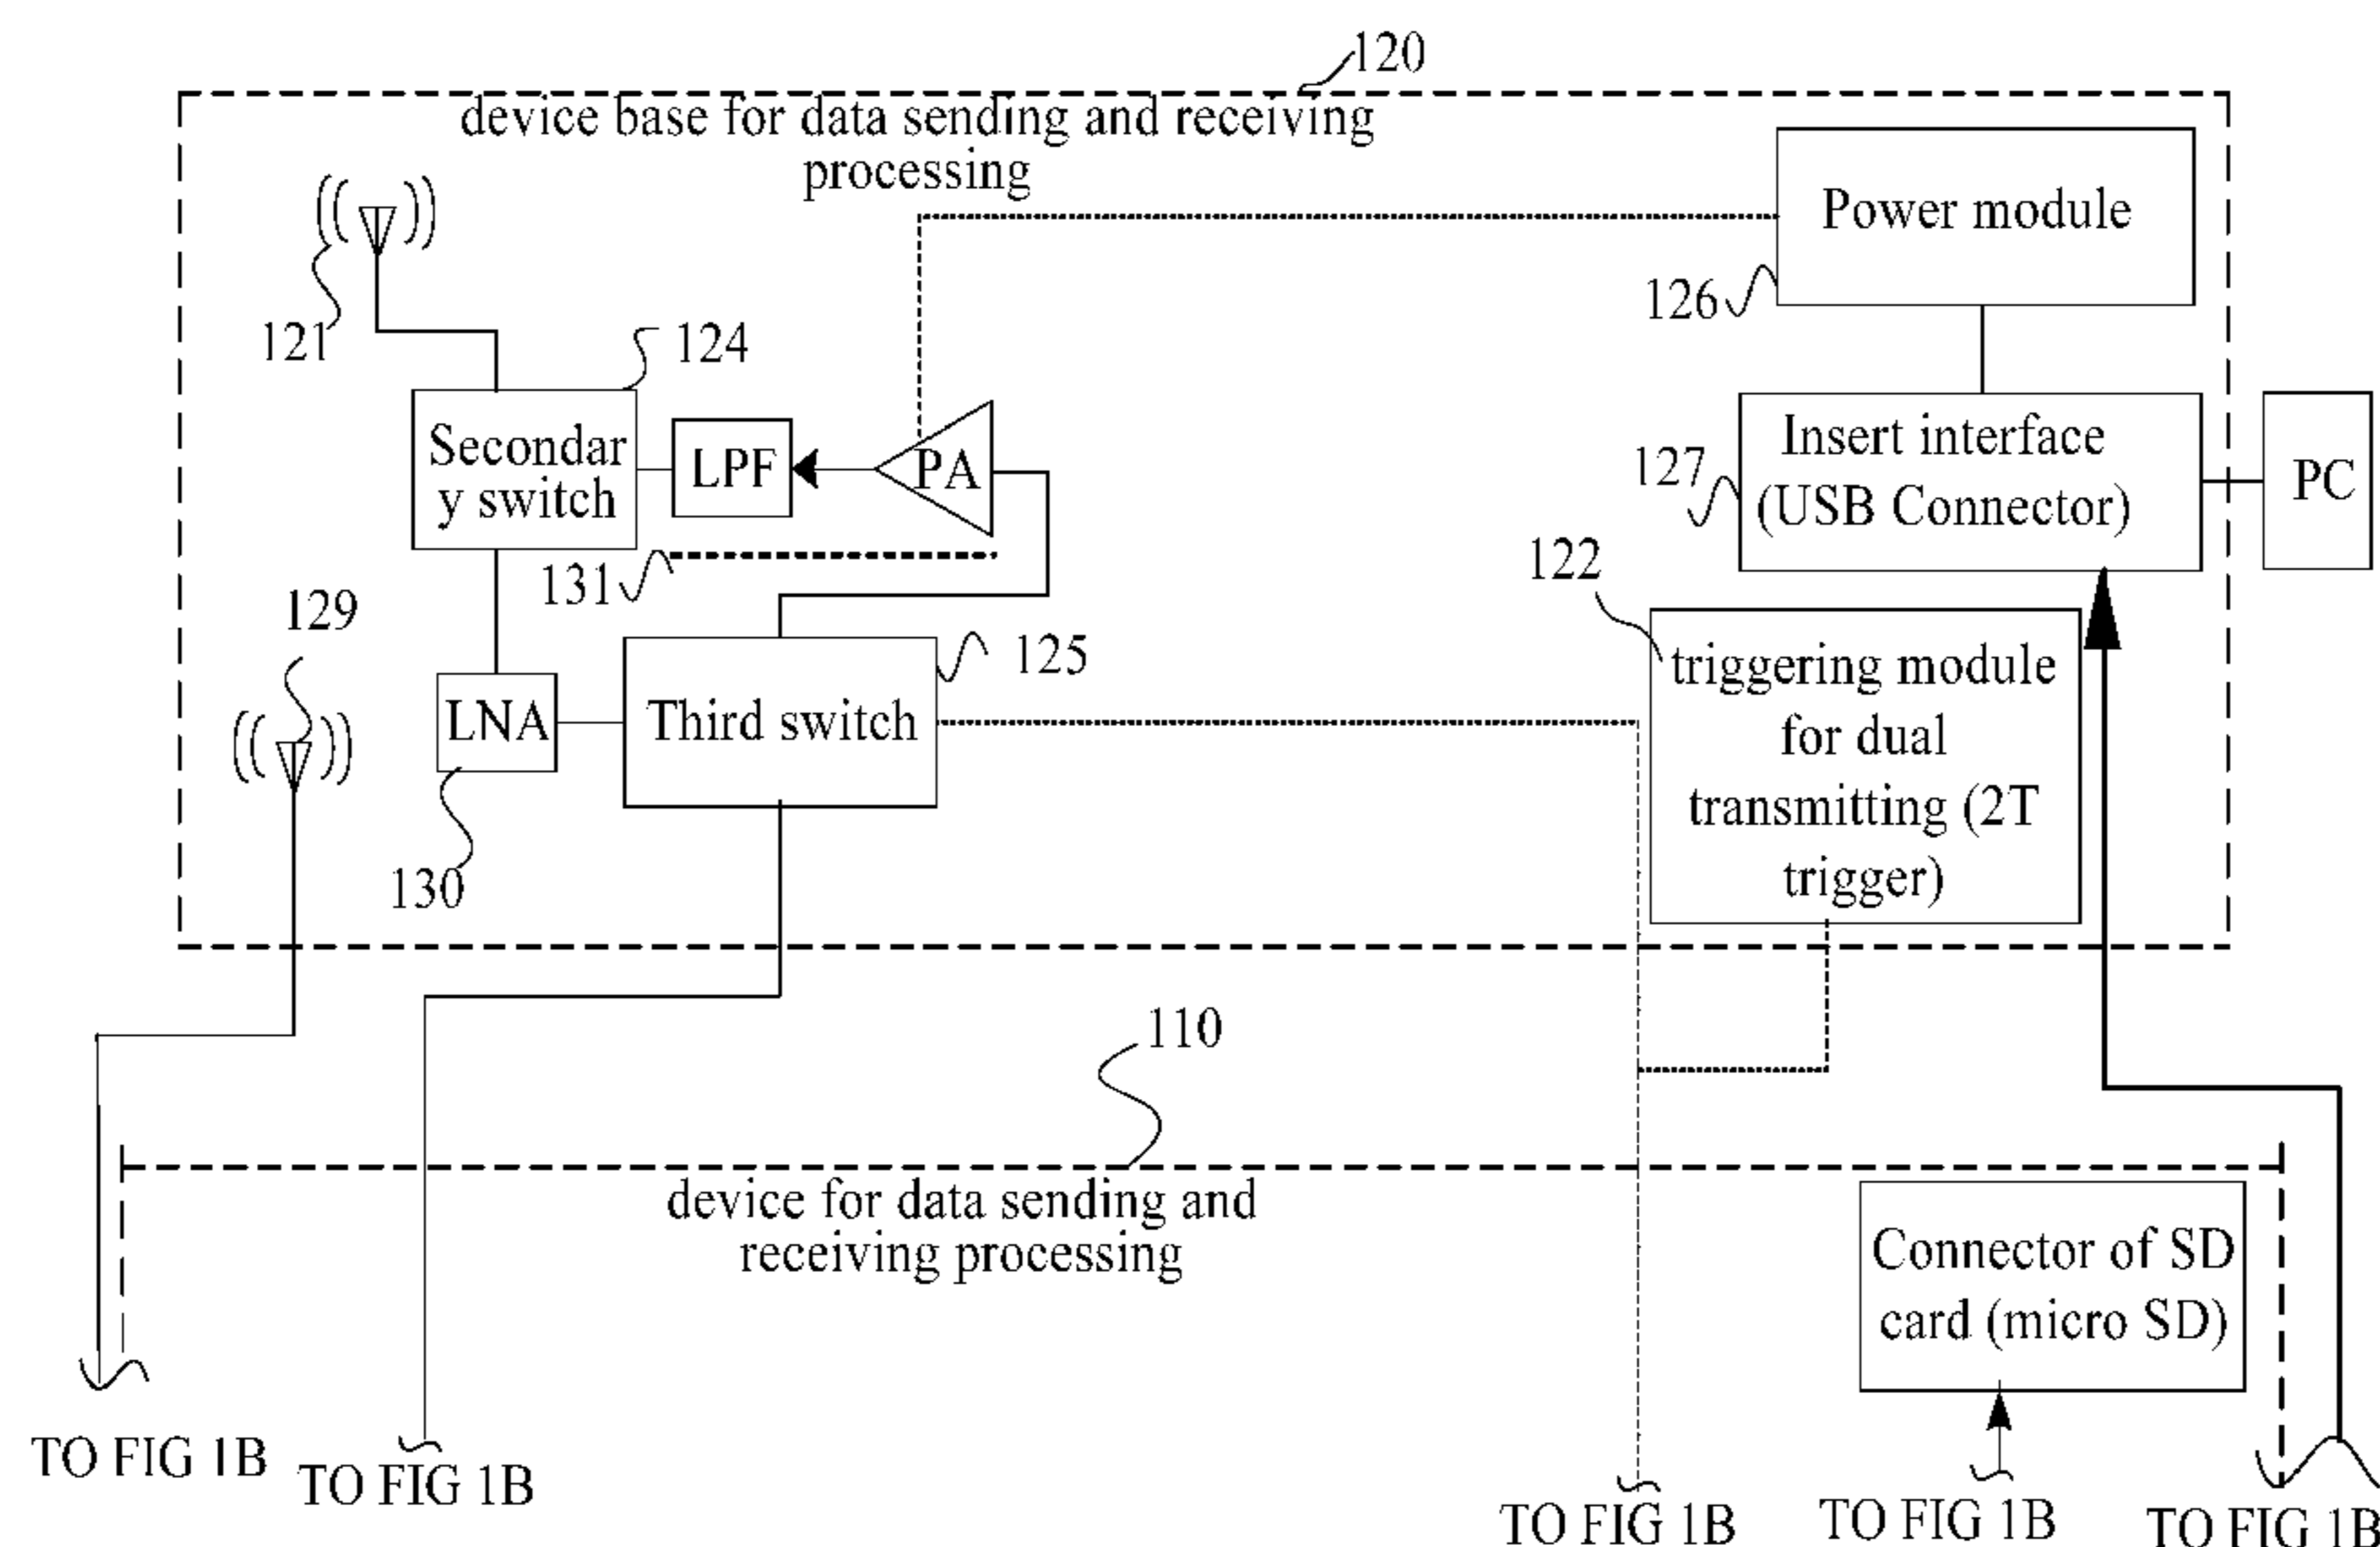 120
device base for data sending and receiving
processing
Power module
126
121
124
Secondar
y switch
LPF
PA
Insert interface
(USB Connector)
127
PC
131
122
129
125
triggering module
for dual
transmitting (2T
trigger)
LNA
Third switch
130
110
device for data sending and
receiving processing
Connector of SD
card (micro SD)
TO FIG 1B
TO FIG 1B
TO FIG 1B
TO FIG 1B
TO FIG 1B